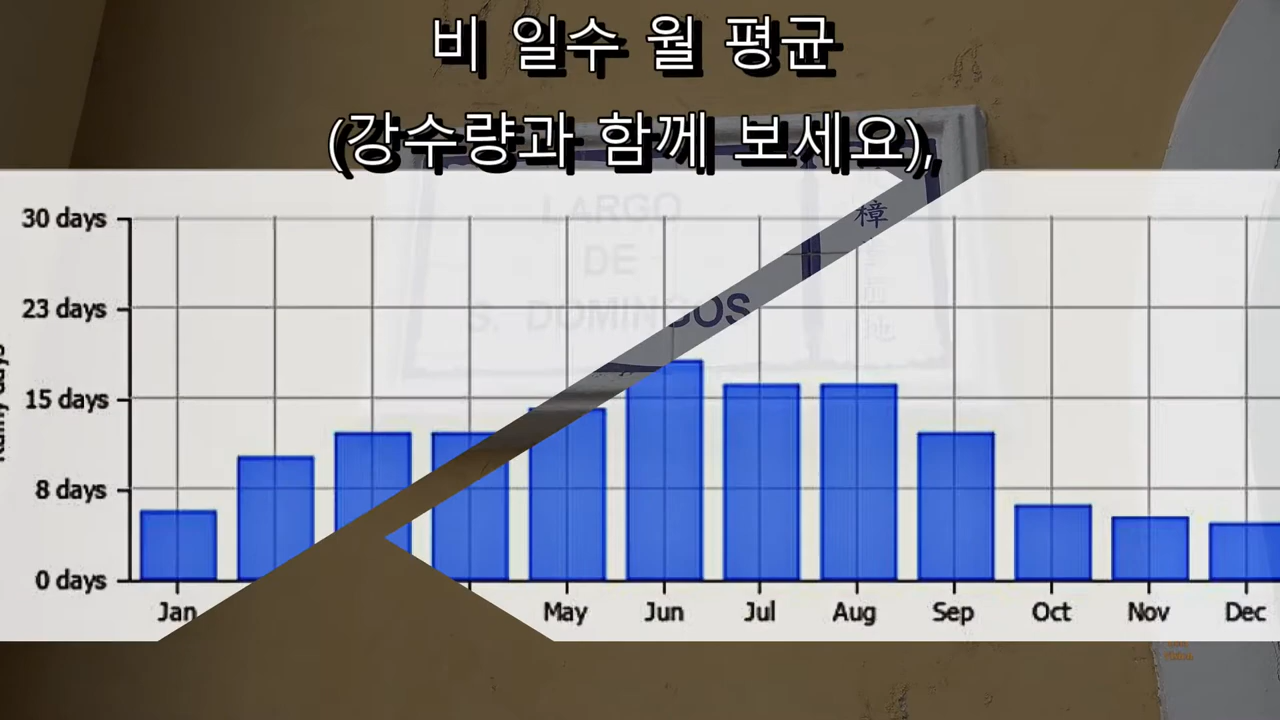 비 일수 월 평균
(강수량과 함께 보세요),
LARGO
DE
S. DOMINGOS
樟
30 days
23 days
15 days
8 days
0 days
Jan
May
Jun
Jul
Aug
Sep
Oct
Nov
Dec